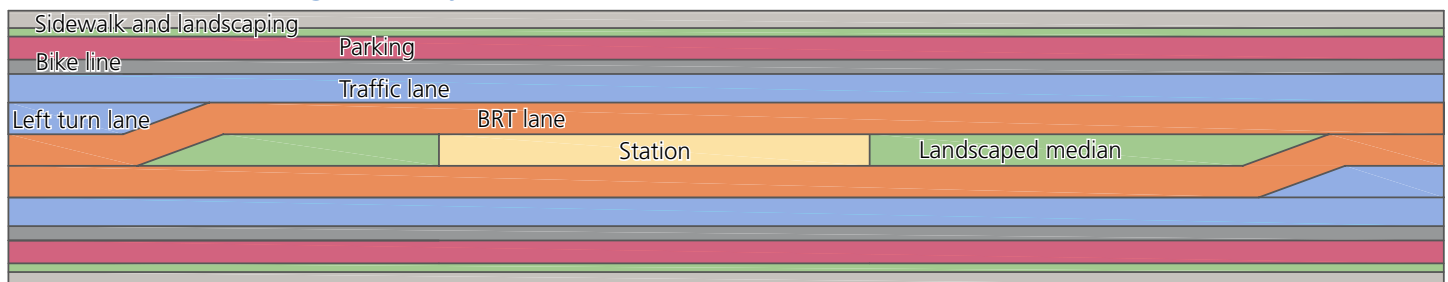 Sidewalk and landscaping
Parking
Bike line
Traffic lane
Left turn lane
BRT lane
Station
Landscaped median